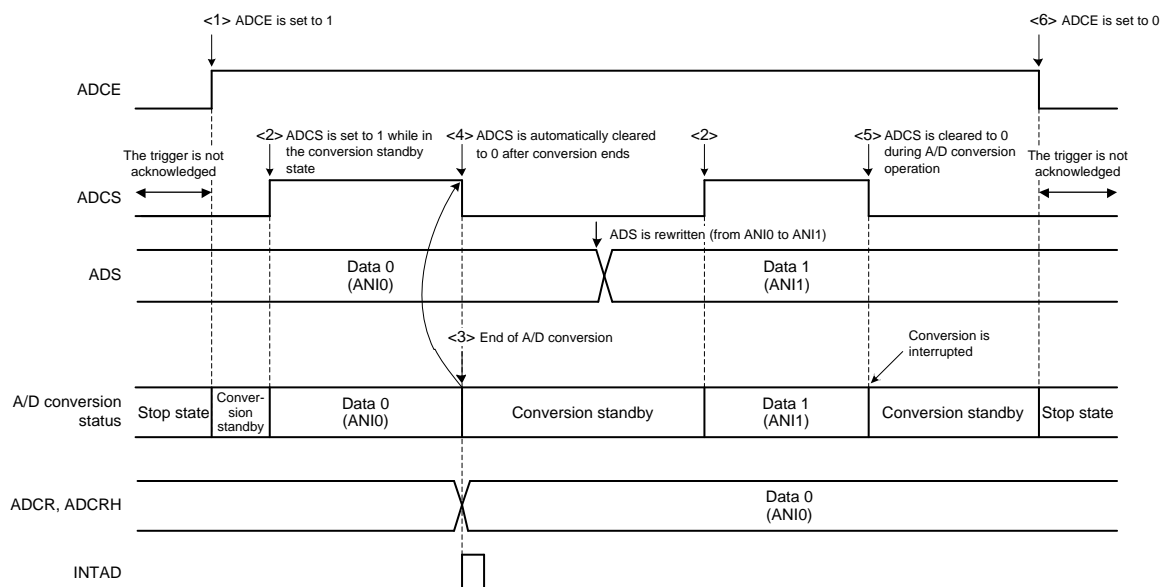 <1> ADCE is set to 1
<6> ADCE is set to 0
ADCE
The trigger is not
acknowledged
<2> ADCS is set to 1 while in
the conversion standby
state
<4> ADCS is automatically cleared
to 0 after conversion ends
<2>
<5> ADCS is cleared to 0
during A/D conversion
operation
The trigger is not
acknowledged
ADCS
ADS is rewritten (from ANI0 to ANI1)
ADS
Data 0
(ANI0)
Data 1
(ANI1)
<3> End of A/D conversion
Conversion is
interrupted
A/D conversion
status
Stop state
Conver-
sion
standby
Data 0
(ANI0)
Conversion standby
Data 1
(ANI1)
Conversion standby
Stop state
ADCR, ADCRH
Data 0
(ANI0)
INTAD